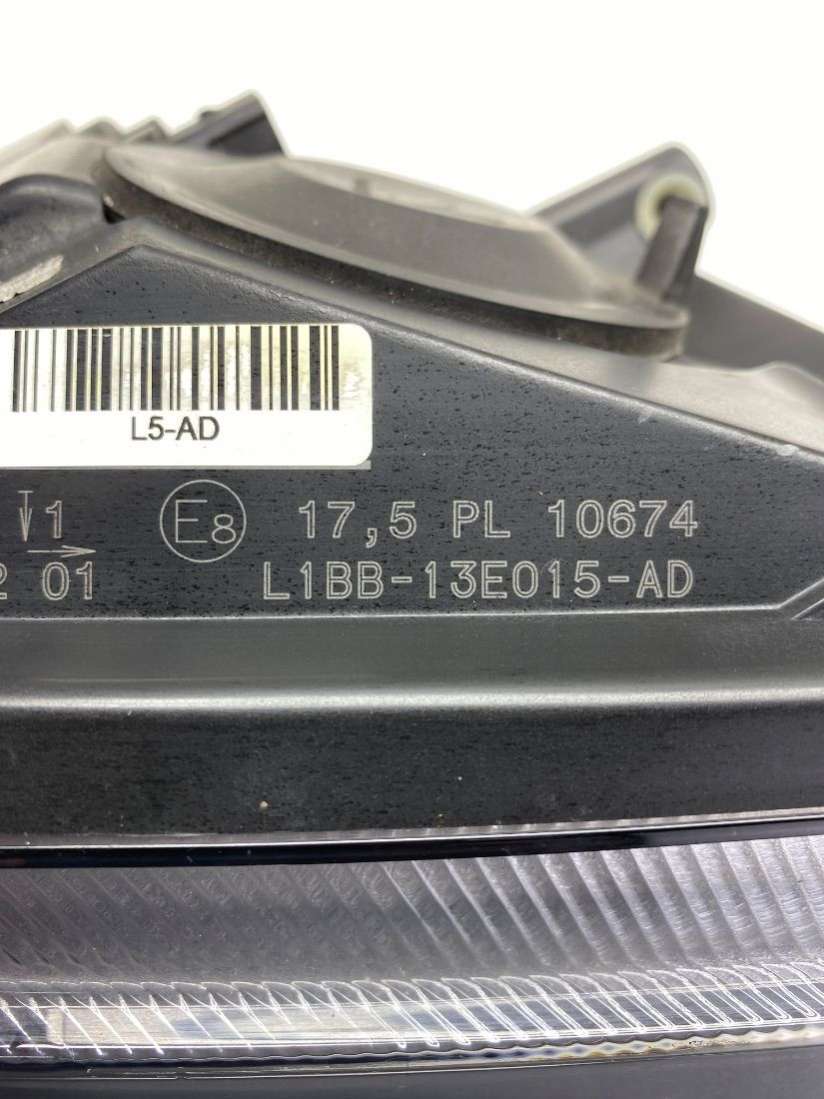 L5-AD
1 E8 17,5 PL 10674
2 01 L1BB-13E015-AD